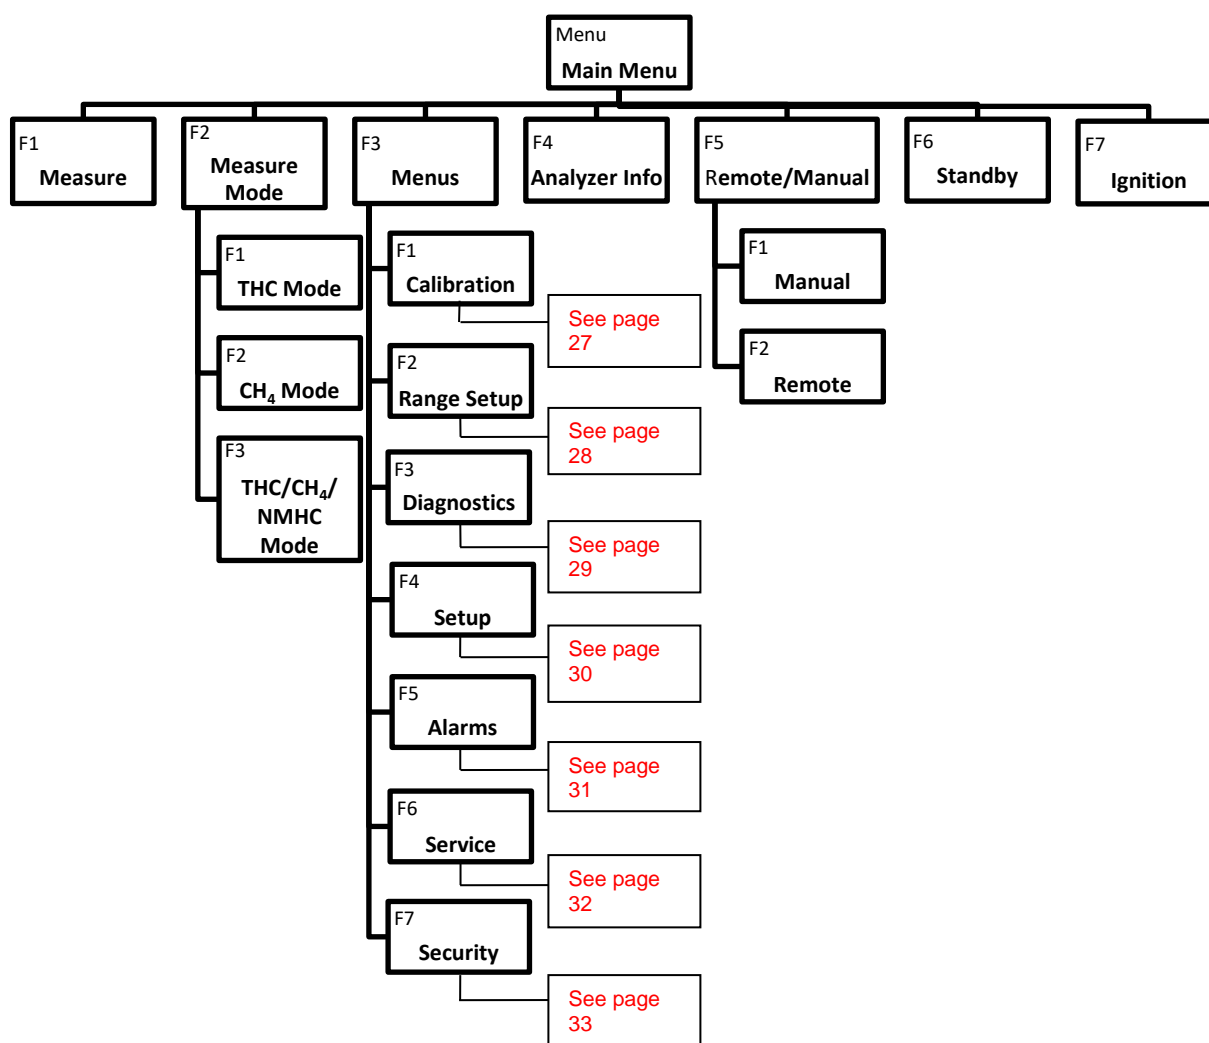 Menu
Main Menu
F1
Measure
F2
Measure
Mode
F3
Menus
F4
Analyzer Info
F5
Remote/Manual
F6
Standby
F7
Ignition
F1
THC Mode
F2
CH₄ Mode
F3
THC/CH₄/
NMHC
Mode
F1
Calibration
See page
27
F2
Range Setup
See page
28
F3
Diagnostics
See page
29
F4
Setup
See page
30
F5
Alarms
See page
31
F6
Service
See page
32
F7
Security
See page
33
F1
Manual
F2
Remote